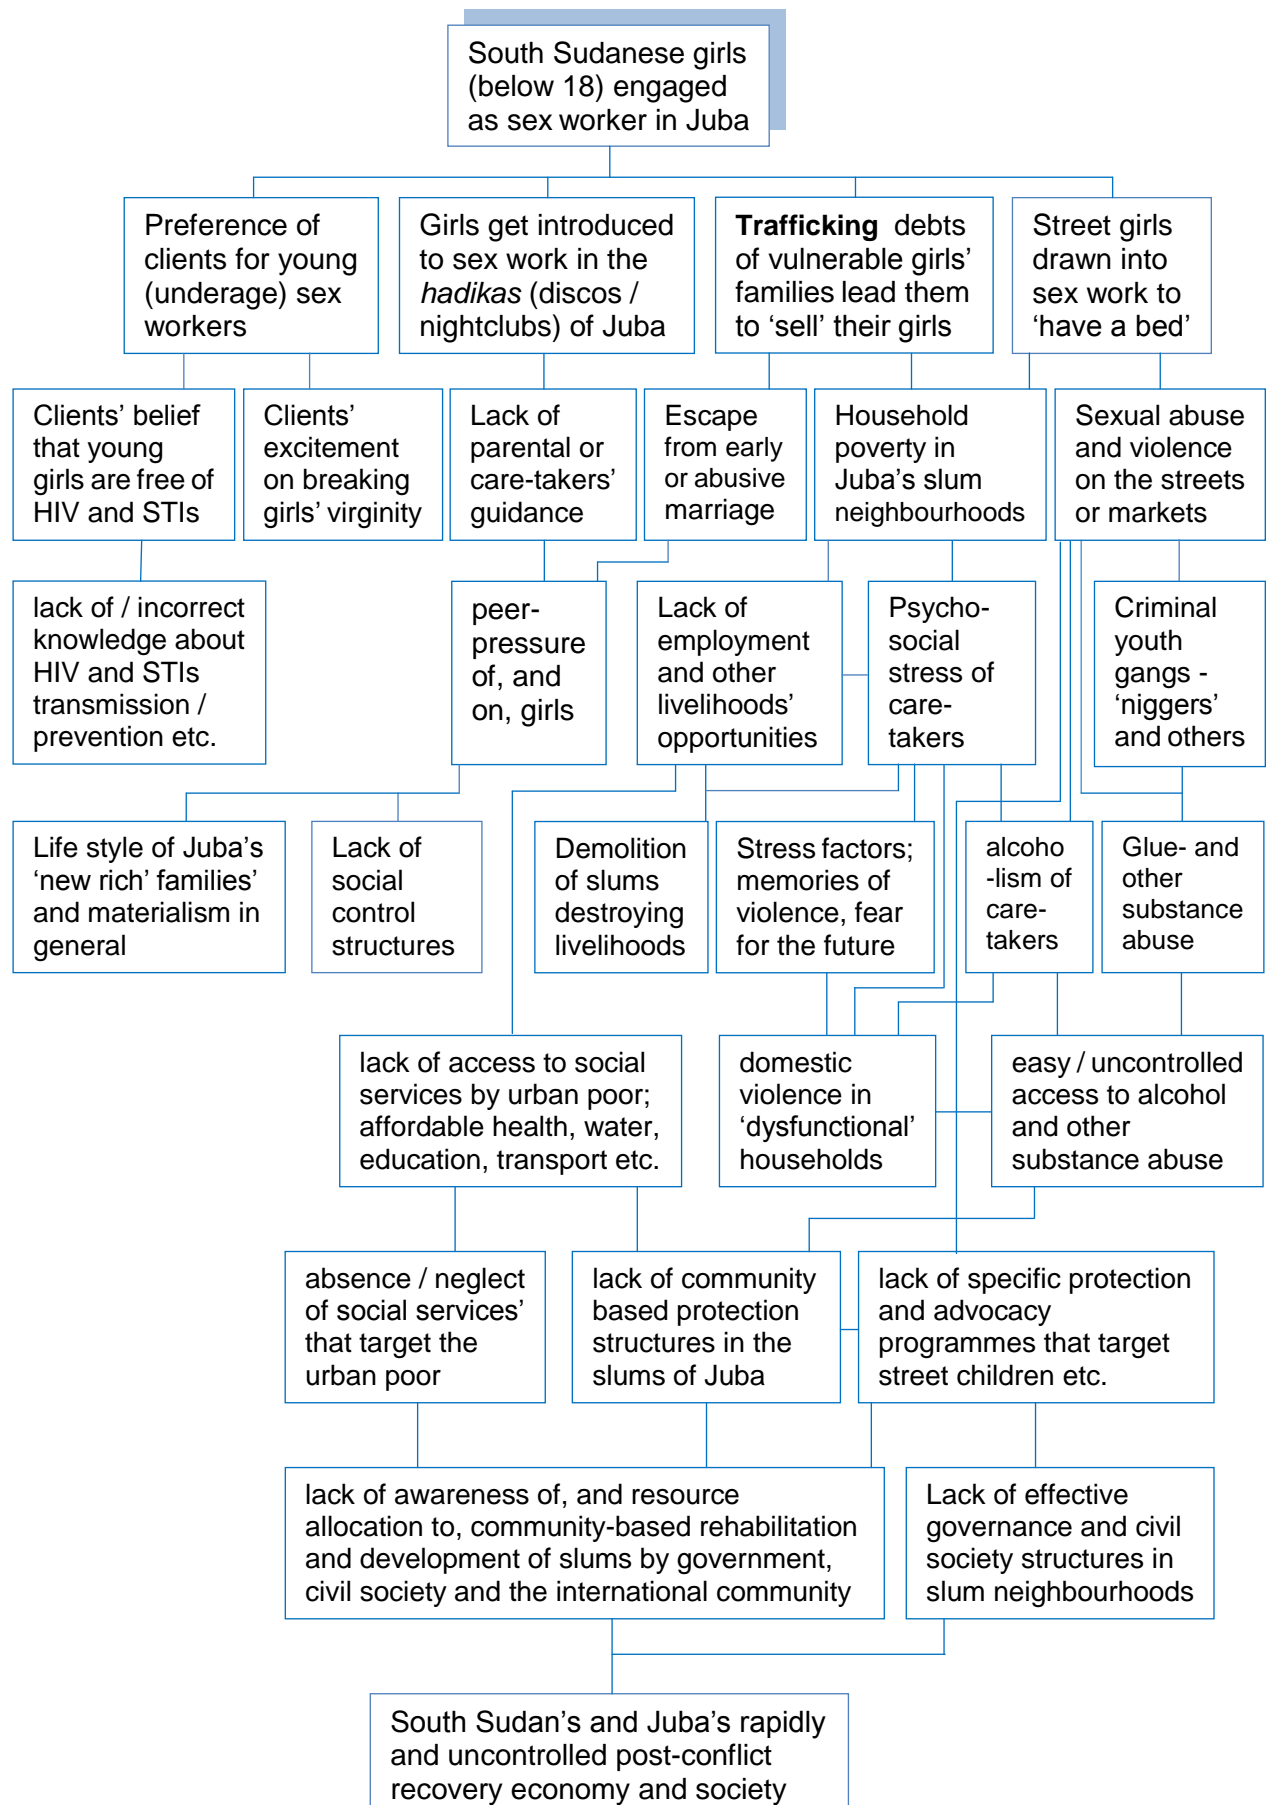 South Sudanese girls
(below 18) engaged
as sex worker in Juba
Preference of
clients for young
(underage) sex
workers
Girls get introduced
to sex work in the
hadikas (discos /
nightclubs) of Juba
Trafficking debts
of vulnerable girls’
families lead them
to ‘sell’ their girls
Street girls
drawn into
sex work to
‘have a bed’
Clients’ belief
that young
girls are free of
HIV and STIs
Clients’
excitement
on breaking
girls’ virginity
Lack of
parental or
care-takers’
guidance
Escape
from early
or abusive
marriage
Household
poverty in
Juba’s slum
neighbourhoods
Sexual abuse
and violence
on the streets
or markets
lack of / incorrect
knowledge about
HIV and STIs
transmission /
prevention etc.
peer-
pressure
of, and
on, girls
Lack of
employment
and other
livelihoods’
opportunities
Psycho-
social
stress of
care-
takers
Criminal
youth
gangs -
‘niggers’
and others
Life style of Juba’s
‘new rich’ families’
and materialism in
general
Lack of
social
control
structures
Demolition
of slums
destroying
livelihoods
Stress factors;
memories of
violence, fear
for the future
alcoho
-lism of
care-
takers
Glue- and
other
substance
abuse
lack of access to social
services by urban poor;
affordable health, water,
education, transport etc.
domestic
violence in
‘dysfunctional’
households
easy / uncontrolled
access to alcohol
and other
substance abuse
absence / neglect
of social services’
that target the
urban poor
lack of community
based protection
structures in the
slums of Juba
lack of specific protection
and advocacy
programmes that target
street children etc.
lack of awareness of, and resource
allocation to, community-based rehabilitation
and development of slums by government,
civil society and the international community
Lack of effective
governance and civil
society structures in
slum neighbourhoods
South Sudan’s and Juba’s rapidly
and uncontrolled post-conflict
recovery economy and society